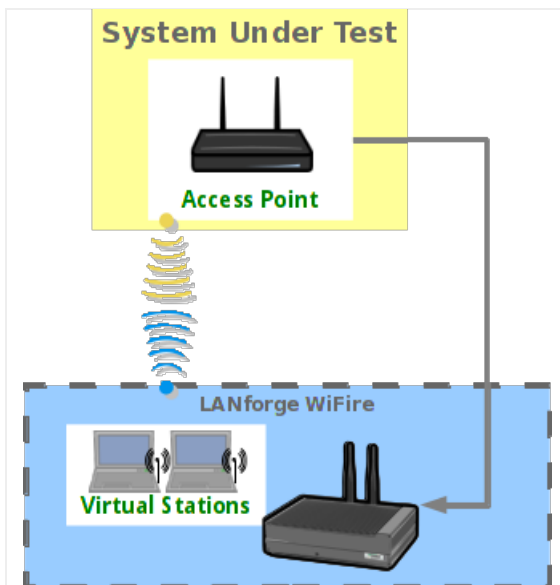 System Under Test
Access Point
LANforge WiFire
Virtual Stations